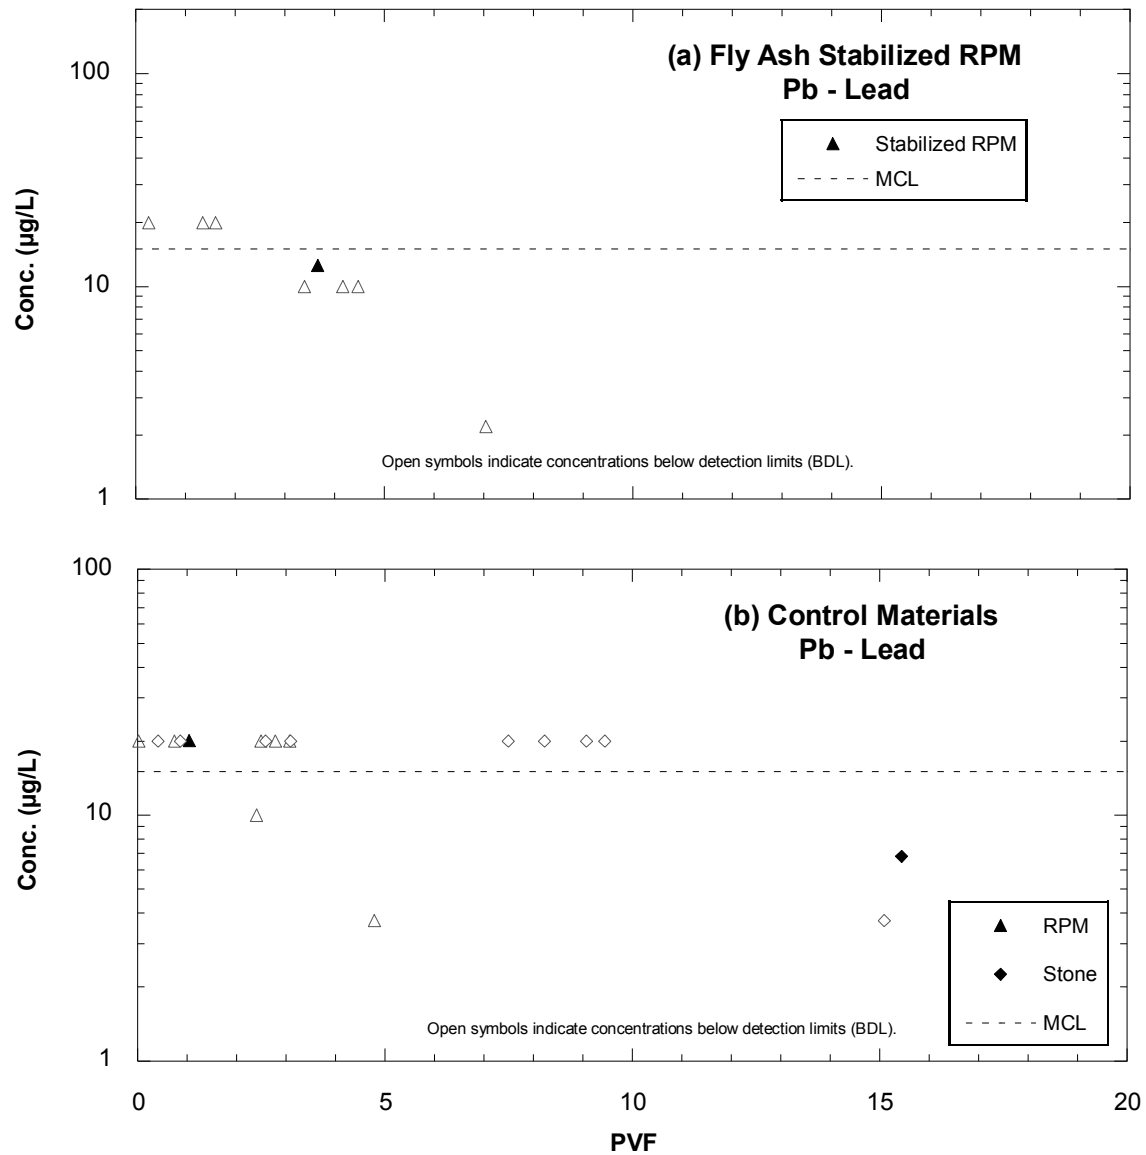 (a) Fly Ash Stabilized RPM
Pb - Lead
Stabilized RPM
MCL
100
10
1
Conc. (µg/L)
Open symbols indicate concentrations below detection limits (BDL).
(b) Control Materials
Pb - Lead
RPM
Stone
MCL
100
10
1
Conc. (µg/L)
Open symbols indicate concentrations below detection limits (BDL).
0 5 10 15 20
PVF